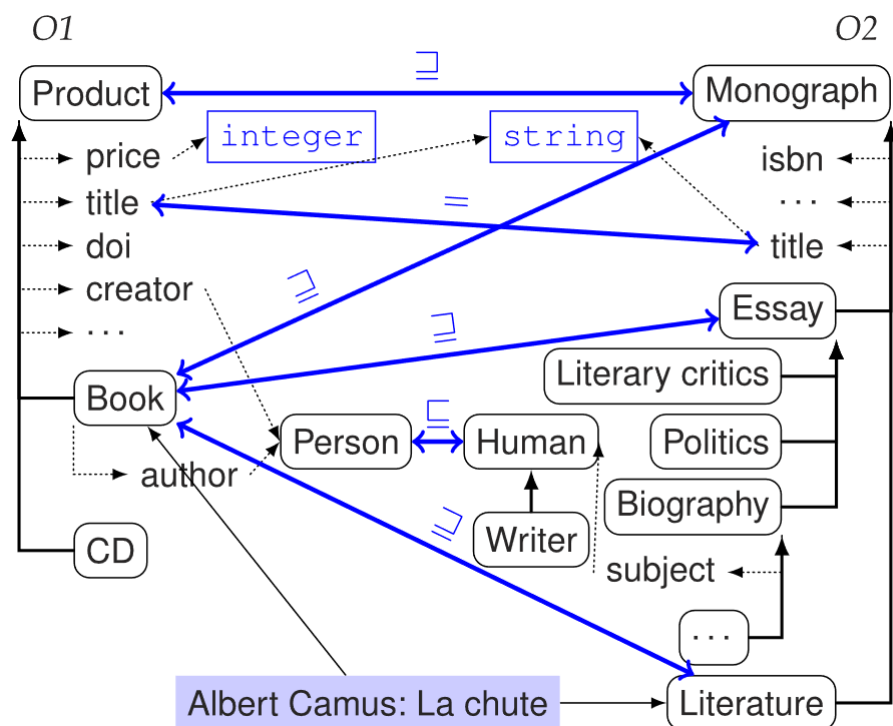 O1 O2
⊒
Product Monograph
price integer string isbn
title = · · ·
doi title
creator ⊒ Essay
· · · ⊒
Book Literary critics
⊑
Person Human Politics
author Biography
⊒
CD Writer subject
· · ·
Albert Camus: La chute Literature